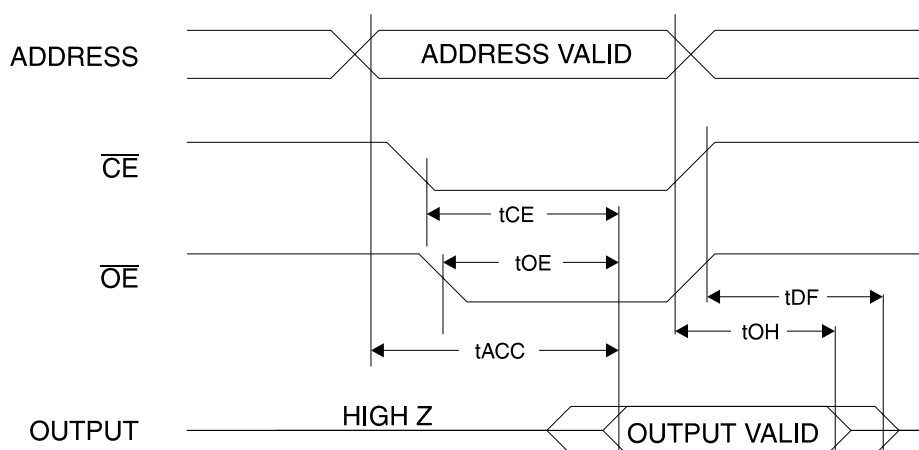 ADDRESS
ADDRESS VALID
CE
tCE
OE
tOE
tDF
tOH
tACC
HIGH Z
OUTPUT
OUTPUT VALID